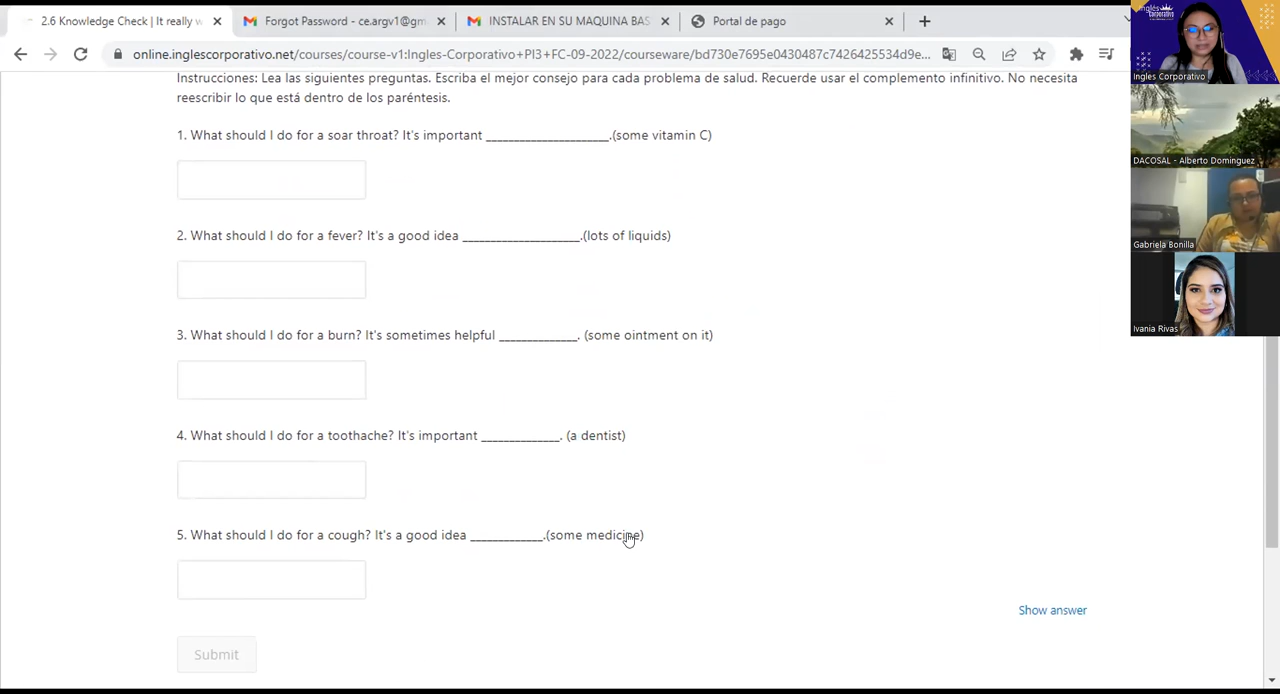 2.6 Knowledge Check | It really w
Forgot Password - ce.argv1@gm
INSTALAR EN SU MAQUINA BAS
Portal de pago
online.inglescorporativo.net/courses/course-v1:Ingles-Corporativo+PI3+FC-09-2022/courseware/bd730e7695e0430487c7426425534d9e...
Instrucciones: Lea las siguientes preguntas. Escriba el mejor consejo para cada problema de salud. Recuerde usar el complemento infinitivo. No necesita
reescribir lo que está dentro de los paréntesis.
1. What should I do for a soar throat? It's important ____________________.(some vitamin C)
2. What should I do for a fever? It's a good idea ___________________.(lots of liquids)
3. What should I do for a burn? It's sometimes helpful _____________. (some ointment on it)
4. What should I do for a toothache? It's important _____________. (a dentist)
5. What should I do for a cough? It's a good idea ____________.(some medicine)
Show answer
Submit
Inglés
Corporativo
Ingles Corporativo
DACOSAL - Alberto Dominguez
Gabriela Bonilla
Ivania Rivas